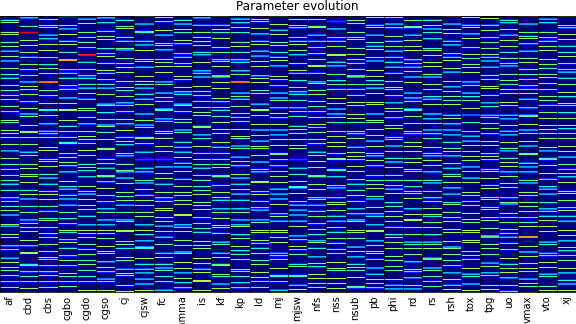 Parameter evolution
af
cbd
cbs
cgbo
cgdo
cgso
cj
cjsw
fc
is
kf
kp
ld
mj
mjsw
nfs
nss
nsub
pb
phi
rd
rs
rsh
tox
tpg
uo
vmax
vto
xj